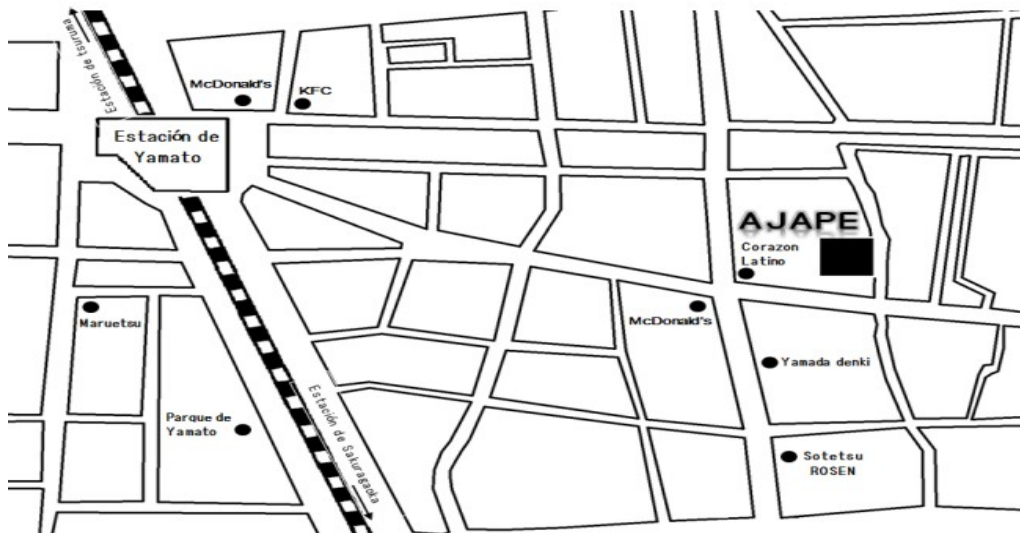 Estación de tsuruma
McDonald's
KFC
Estación de
Yamato
AJAPE
Corazon
Latino
Maruetsu
McDonald's
Yamada denki
Parque de
Yamato
Estación de Sakuragaoka
Sotetsu
ROSEN